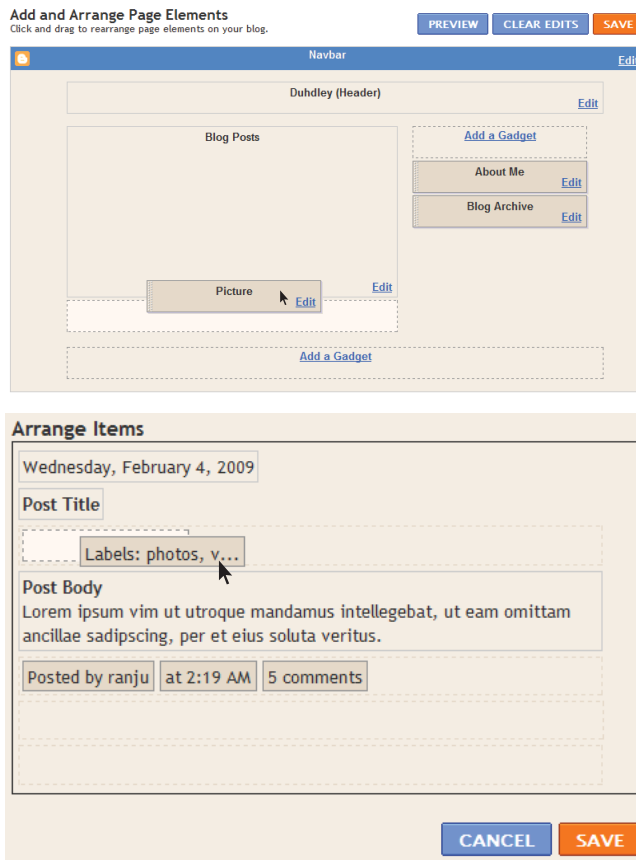 Add and Arrange Page Elements
Click and drag to rearrange page elements on your blog.
PREVIEW
CLEAR EDITS
SAVE
Navbar
Edit
Duhdley (Header)
Edit
Blog Posts
Edit
Add a Gadget
About Me
Edit
Blog Archive
Edit
Picture
Edit
Add a Gadget
Arrange Items
Wednesday, February 4, 2009
Post Title
Labels: photos, v...
Post Body
Lorem ipsum vim ut utroque mandamus intellegebat, ut eam omittam
ancillae sadipscing, per et eius soluta veritus.
Posted by ranju at 2:19 AM 5 comments
CANCEL
SAVE